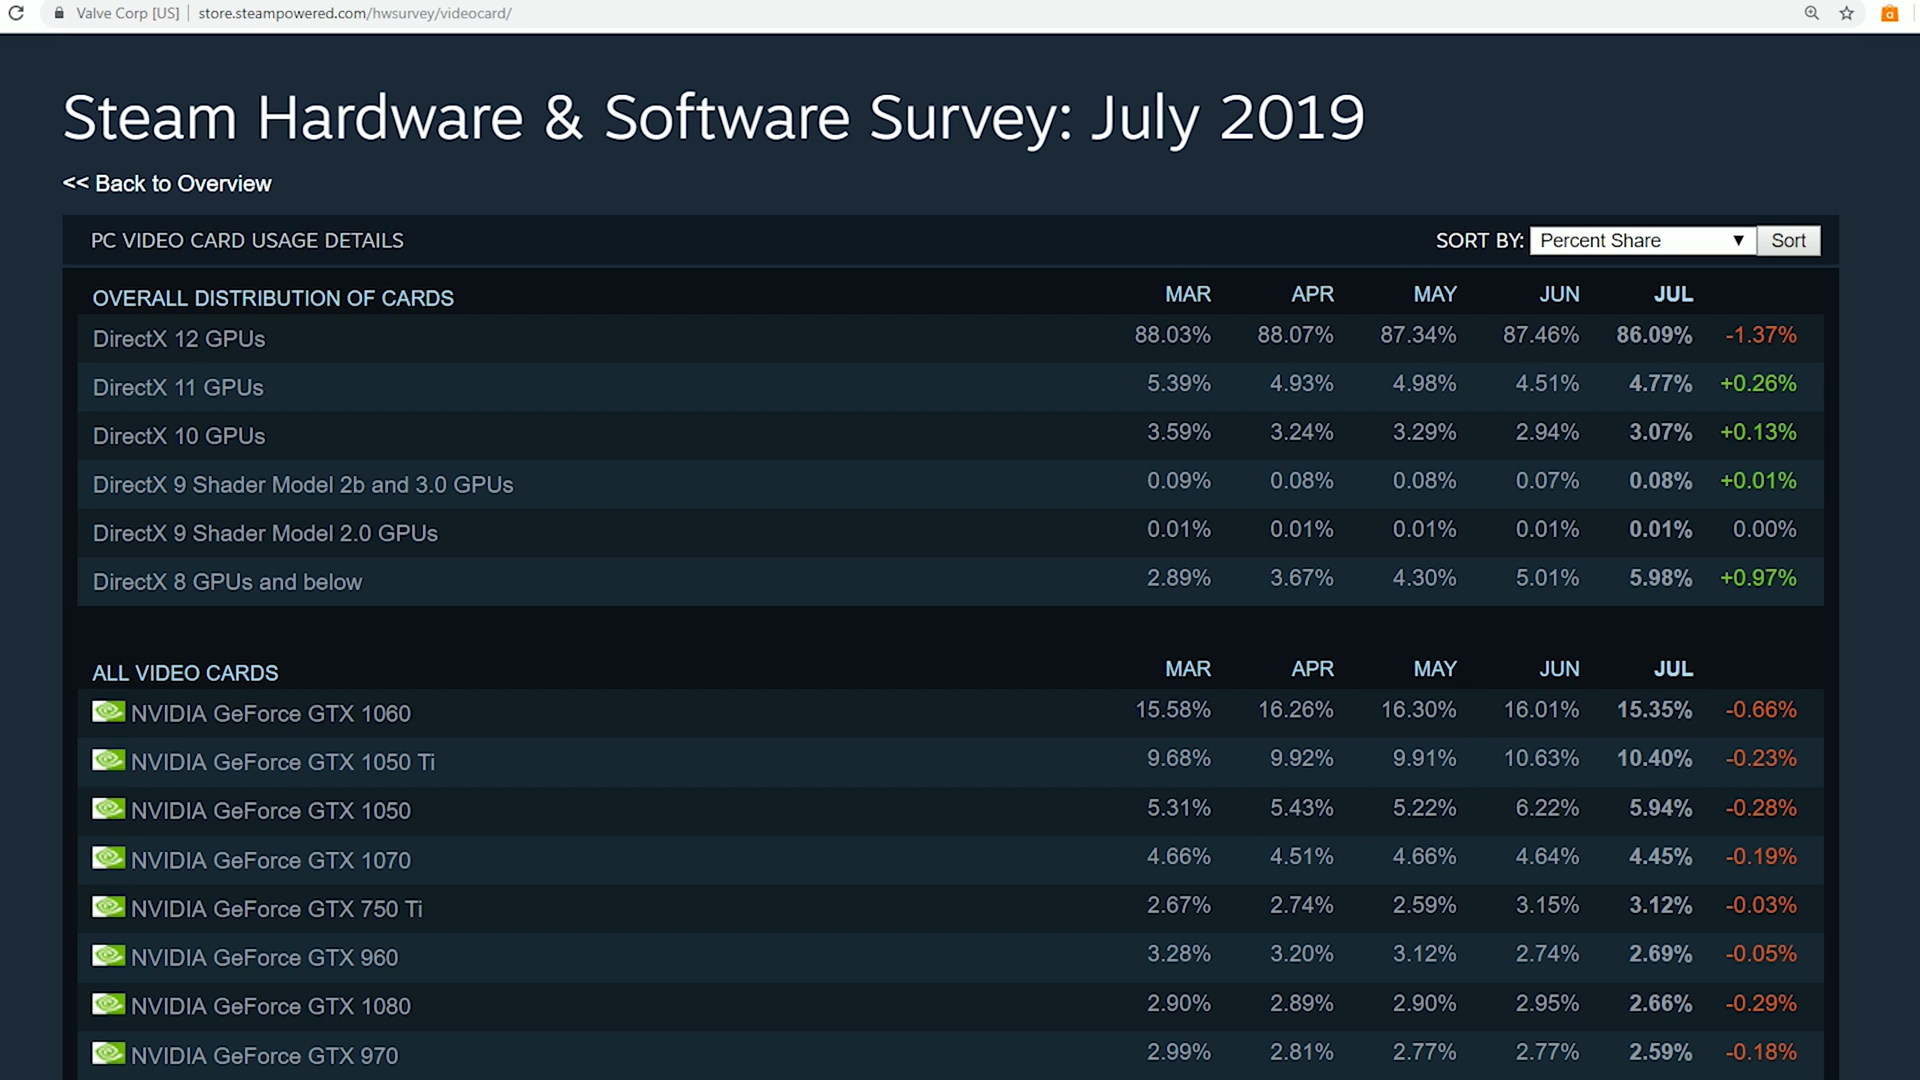 Valve Corp [US] | store.steampowered.com/hwsurvey/videocard/
Steam Hardware & Software Survey: July 2019
<< Back to Overview
PC VIDEO CARD USAGE DETAILS SORT BY: Percent Share ▼ Sort
OVERALL DISTRIBUTION OF CARDS MAR APR MAY JUN JUL
DirectX 12 GPUs 88.03% 88.07% 87.34% 87.46% 86.09% -1.37%
DirectX 11 GPUs 5.39% 4.93% 4.98% 4.51% 4.77% +0.26%
DirectX 10 GPUs 3.59% 3.24% 3.29% 2.94% 3.07% +0.13%
DirectX 9 Shader Model 2b and 3.0 GPUs 0.09% 0.08% 0.08% 0.07% 0.08% +0.01%
DirectX 9 Shader Model 2.0 GPUs 0.01% 0.01% 0.01% 0.01% 0.01% 0.00%
DirectX 8 GPUs and below 2.89% 3.67% 4.30% 5.01% 5.98% +0.97%
ALL VIDEO CARDS MAR APR MAY JUN JUL
NVIDIA GeForce GTX 1060 15.58% 16.26% 16.30% 16.01% 15.35% -0.66%
NVIDIA GeForce GTX 1050 Ti 9.68% 9.92% 9.91% 10.63% 10.40% -0.23%
NVIDIA GeForce GTX 1050 5.31% 5.43% 5.22% 6.22% 5.94% -0.28%
NVIDIA GeForce GTX 1070 4.66% 4.51% 4.66% 4.64% 4.45% -0.19%
NVIDIA GeForce GTX 750 Ti 2.67% 2.74% 2.59% 3.15% 3.12% -0.03%
NVIDIA GeForce GTX 960 3.28% 3.20% 3.12% 2.74% 2.69% -0.05%
NVIDIA GeForce GTX 1080 2.90% 2.89% 2.90% 2.95% 2.66% -0.29%
NVIDIA GeForce GTX 970 2.99% 2.81% 2.77% 2.77% 2.59% -0.18%